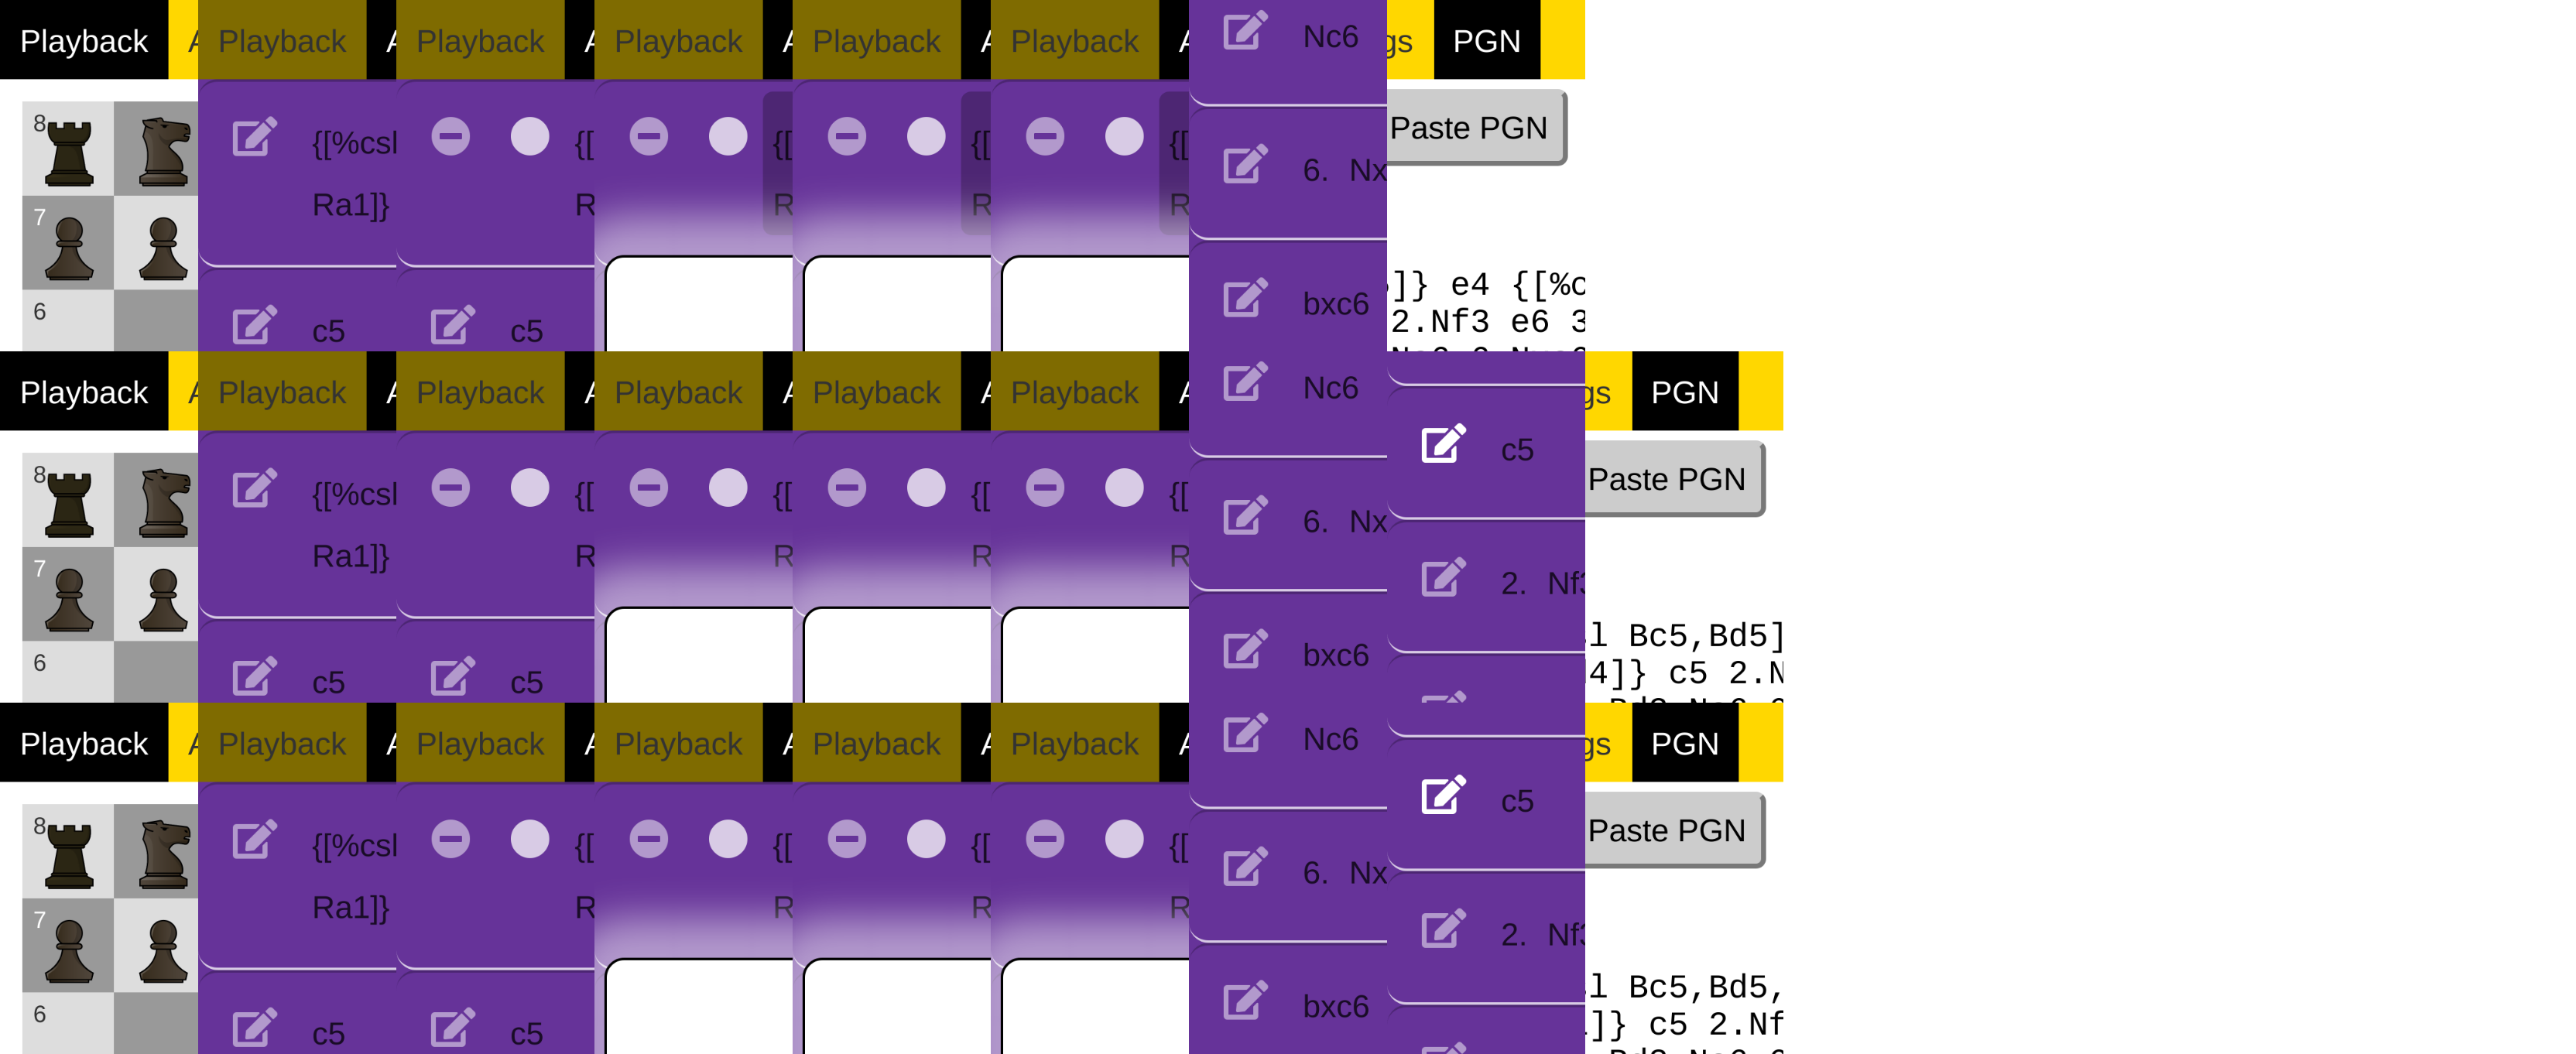 Playback A Playback A Playback A Playback A Playback A Playback A Nc6 gs PGN
8 {[%csl {[ {[ {[ {[ 6. Nx Paste PGN
7 Ra1]} R R R R
6 c5 c5 bxc6 ]} e4 {[%c
2.Nf3 e6 3
Playback A Playback A Playback A Playback A Playback A Playback A Nc6 gs PGN
8 {[%csl {[ {[ {[ {[ 6. Nx c5 Paste PGN
7 Ra1]} R R R R 2. Nf3
6 c5 c5 bxc6 l Bc5,Bd5]
4]} c5 2.N
Playback A Playback A Playback A Playback A Playback A Playback A Nc6 gs PGN
8 {[%csl {[ {[ {[ {[ 6. Nx c5 Paste PGN
7 Ra1]} R R R R 2. Nf3
6 c5 c5 bxc6 l Bc5,Bd5,
]} c5 2.Nf